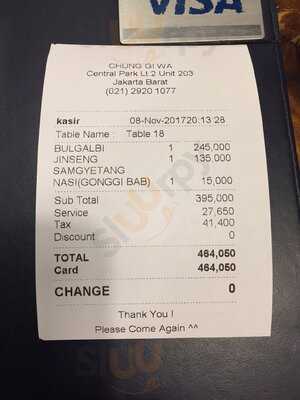 VISA
CHUNG GI WA
Central Park Lt.2 Unit 203
Jakarta Barat
(021) 2920 1077
kasir 08-Nov-201720:13:28
Table Name : Table 18
BULGALBI 1 245,000
JINSENG 1 135,000
SAMGYETANG
NASI(GONGGI BAB) 1 15,000
Sub Total 395,000
Service 27,650
Tax 41,400
Discount 0
TOTAL 464,050
Card 464,050
CHANGE 0
Thank You !
Please Come Again ^^